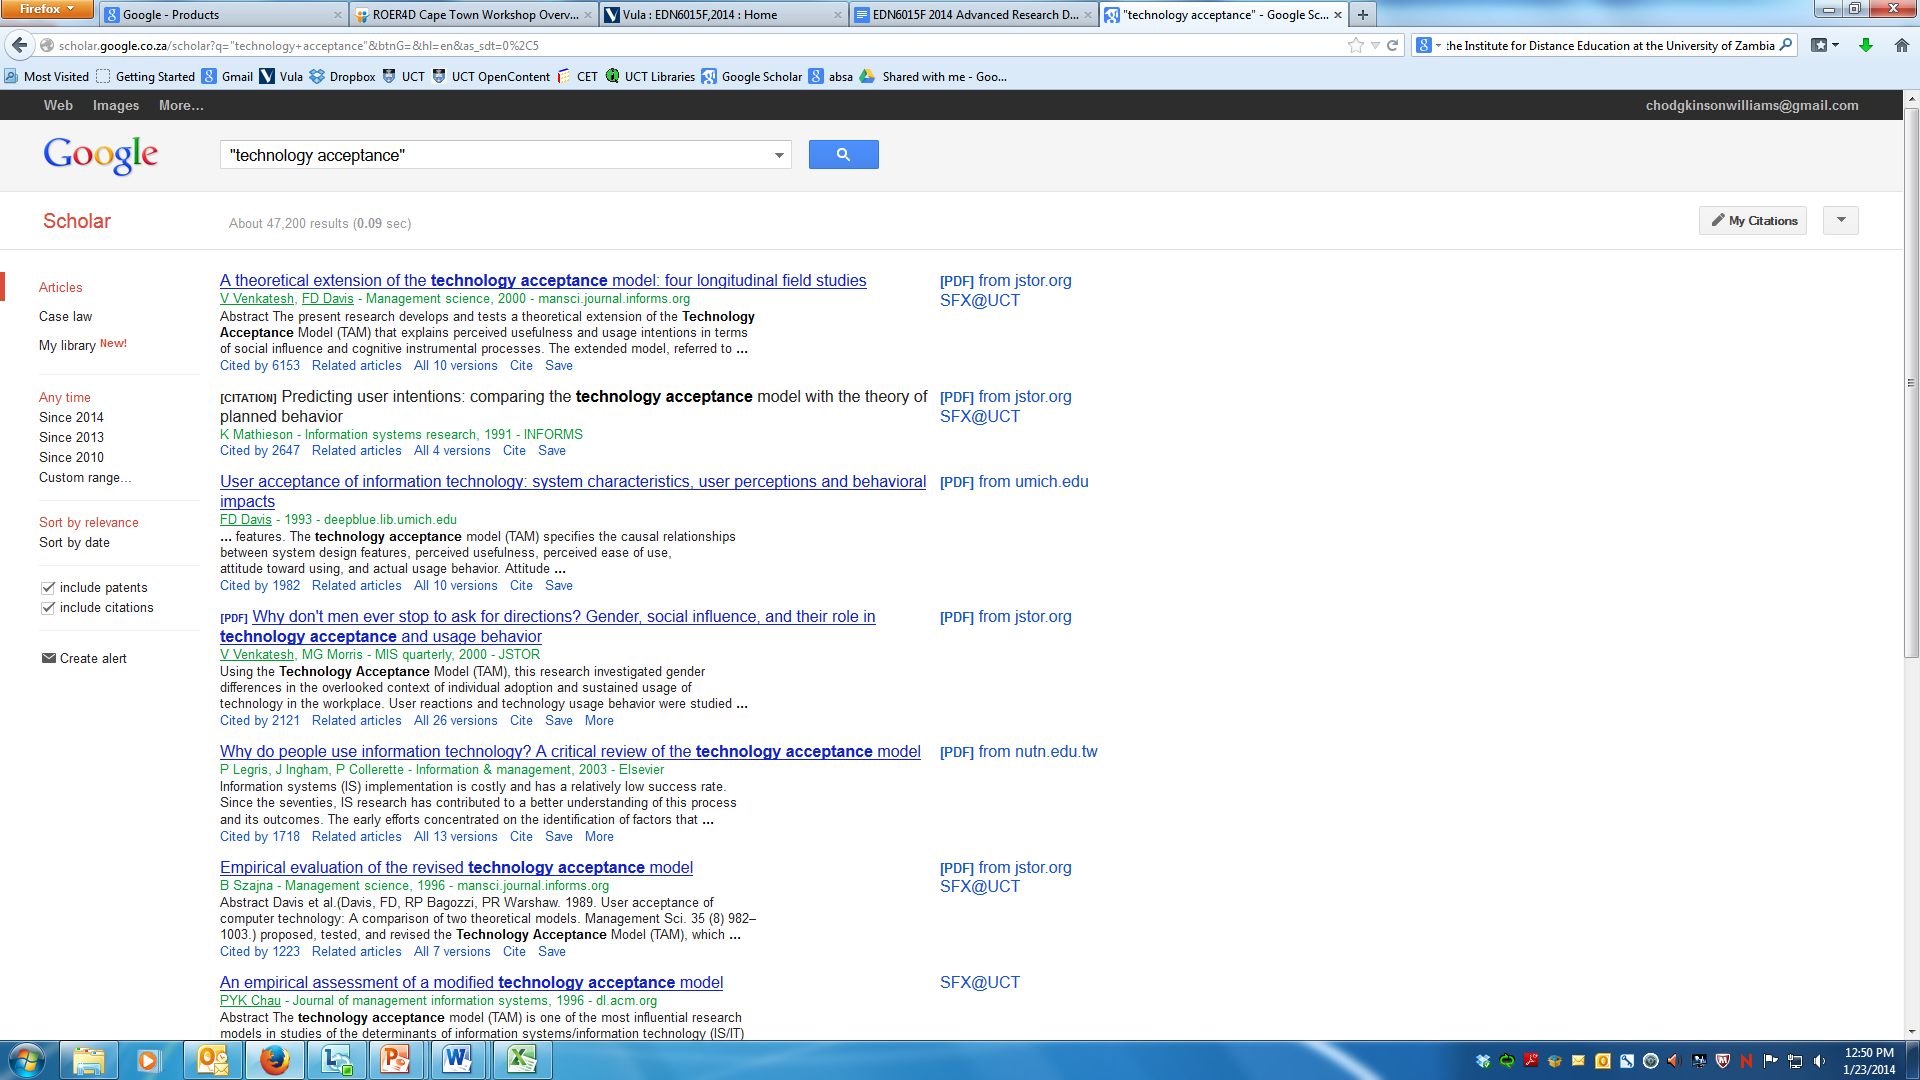 Firefox
Google - Products
ROER4D Cape Town Workshop Overv...
Vula : EDN6015F,2014 : Home
EDN6015F 2014 Advanced Research D...
"technology acceptance" - Google Sc...
scholar.google.co.za/scholar?q="technology+acceptance"&btnG=&hl=en&as_sdt=0%2C5
:he Institute for Distance Education at the University of Zambia
Most Visited
Getting Started
Gmail
Vula
Dropbox
UCT
UCT OpenContent
CET
UCT Libraries
Google Scholar
absa
Shared with me - Goo...
Web Images More...
chodgkinsonwilliams@gmail.com
Google
"technology acceptance"
Scholar
About 47,200 results (0.09 sec)
My Citations
Articles
Case law
My library New!
Any time
Since 2014
Since 2013
Since 2010
Custom range...
Sort by relevance
Sort by date
include patents
include citations
Create alert
A theoretical extension of the technology acceptance model: four longitudinal field studies
V Venkatesh, FD Davis - Management science, 2000 - mansci.journal.informs.org
Abstract The present research develops and tests a theoretical extension of the Technology
Acceptance Model (TAM) that explains perceived usefulness and usage intentions in terms
of social influence and cognitive instrumental processes. The extended model, referred to ...
Cited by 6153 Related articles All 10 versions Cite Save
[PDF] from jstor.org
SFX@UCT
[CITATION] Predicting user intentions: comparing the technology acceptance model with the theory of
planned behavior
K Mathieson - Information systems research, 1991 - INFORMS
Cited by 2647 Related articles All 4 versions Cite Save
[PDF] from jstor.org
SFX@UCT
User acceptance of information technology: system characteristics, user perceptions and behavioral
impacts
FD Davis - 1993 - deepblue.lib.umich.edu
... features. The technology acceptance model (TAM) specifies the causal relationships
between system design features, perceived usefulness, perceived ease of use,
attitude toward using, and actual usage behavior. Attitude ...
Cited by 1982 Related articles All 10 versions Cite Save
[PDF] from umich.edu
[PDF] Why don't men ever stop to ask for directions? Gender, social influence, and their role in
technology acceptance and usage behavior
V Venkatesh, MG Morris - MIS quarterly, 2000 - JSTOR
Using the Technology Acceptance Model (TAM), this research investigated gender
differences in the overlooked context of individual adoption and sustained usage of
technology in the workplace. User reactions and technology usage behavior were studied ...
Cited by 2121 Related articles All 26 versions Cite Save More
[PDF] from jstor.org
Why do people use information technology? A critical review of the technology acceptance model
P Legris, J Ingham, P Collerette - Information & management, 2003 - Elsevier
Information systems (IS) implementation is costly and has a relatively low success rate.
Since the seventies, IS research has contributed to a better understanding of this process
and its outcomes. The early efforts concentrated on the identification of factors that ...
Cited by 1718 Related articles All 13 versions Cite Save More
[PDF] from nutn.edu.tw
Empirical evaluation of the revised technology acceptance model
B Szajna - Management science, 1996 - mansci.journal.informs.org
Abstract Davis et al.(Davis, FD, RP Bagozzi, PR Warshaw. 1989. User acceptance of
computer technology: A comparison of two theoretical models. Management Sci. 35 (8) 982–
1003.) proposed, tested, and revised the Technology Acceptance Model (TAM), which ...
Cited by 1223 Related articles All 7 versions Cite Save
[PDF] from jstor.org
SFX@UCT
An empirical assessment of a modified technology acceptance model
PYK Chau - Journal of management information systems, 1996 - dl.acm.org
Abstract The technology acceptance model (TAM) is one of the most influential research
models in studies of the determinants of information systems/information technology (IS/IT)
SFX@UCT
12:50 PM
1/23/2014